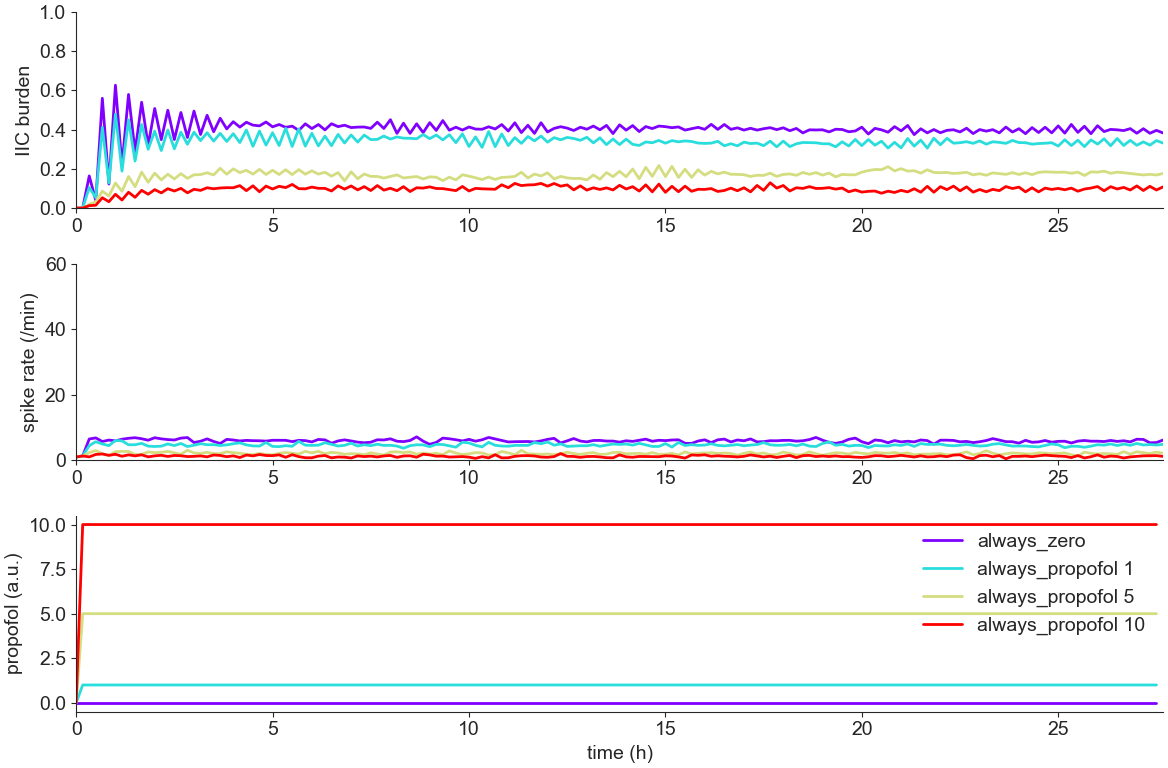 1.0
0.8
0.6
0.4
0.2
0.0
IIC burden
0 5 10 15 20 25
60
40
20
0
spike rate (/min)
0 5 10 15 20 25
10.0
7.5
5.0
2.5
0.0
propofol (a.u.)
always_zero
always_propofol 1
always_propofol 5
always_propofol 10
0 5 10 15 20 25
time (h)